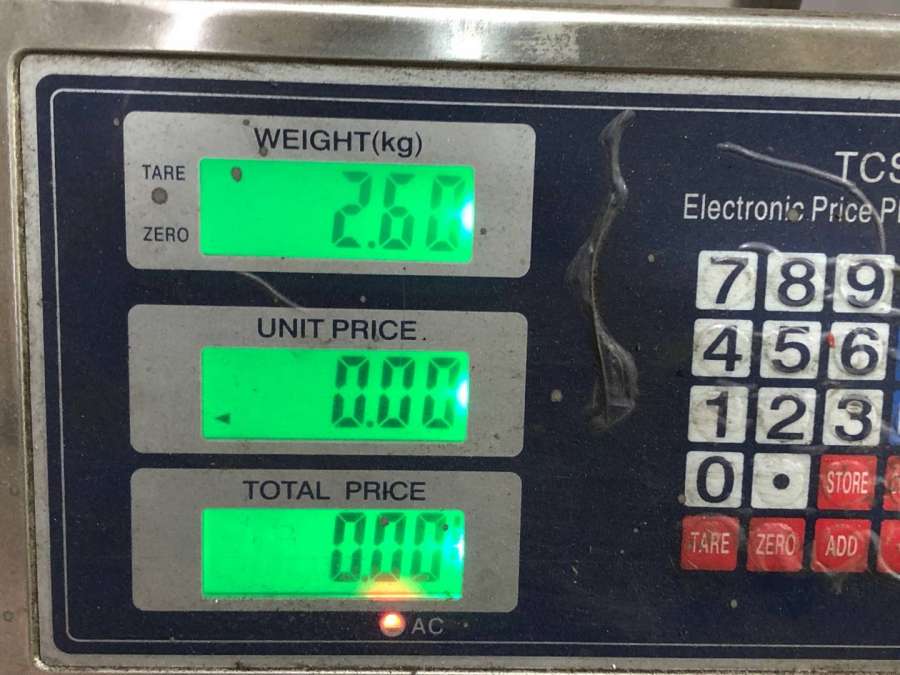 WEIGHT(kg)
TARE
ZERO
2.60
UNIT PRICE
0.00
TOTAL PRICE
0.00
AC
TCS
Electronic Price
7 8 9
4 5 6
1 2 3
0 . STORE
TARE ZERO ADD